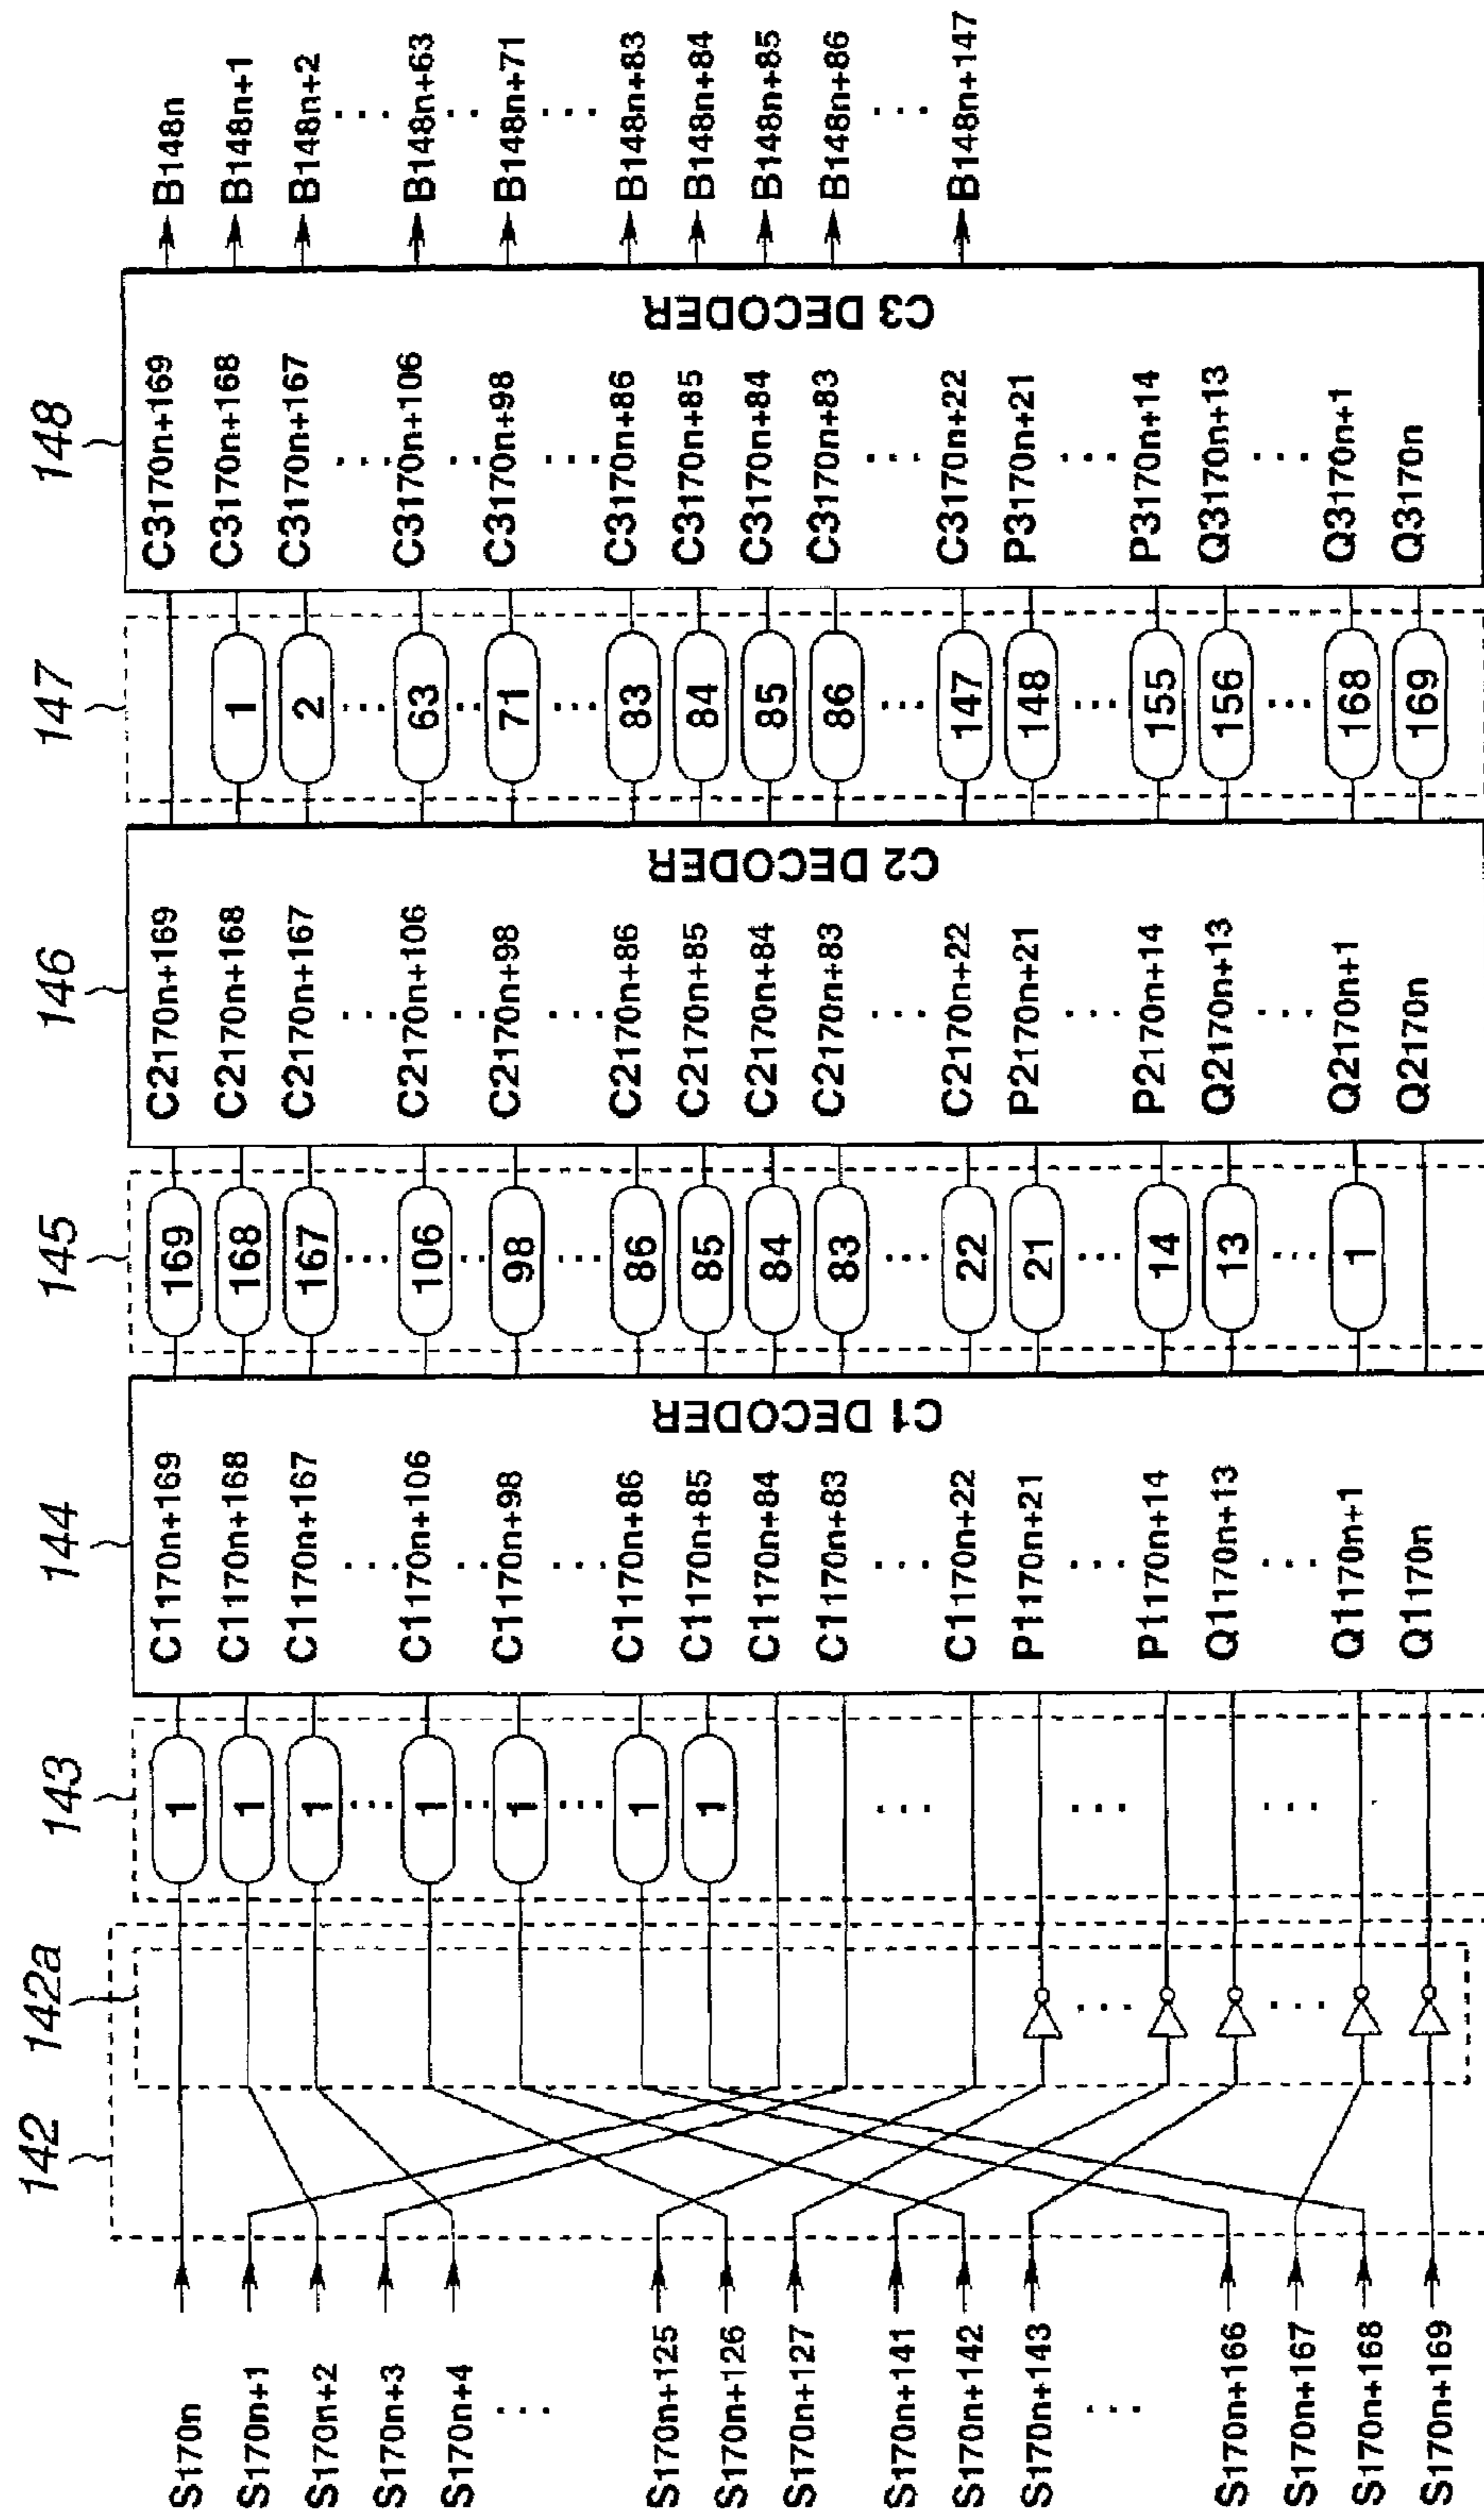 S170n
S170n+1
S170n+2
S170n+3
S170n+4
...
S170n+125
S170n+126
S170n+127
S170n+141
S170n+142
S170n+143
...
S170n+166
S170n+167
S170n+168
S170n+169
142
142a
143
1
1
1
...
1
..
1
...
1
1
...
...
...
144
C1170n+169
C1170n+168
C1170n+167
...
C1170n+106
..
C1170n+98
...
C1170n+86
C1170n+85
C1170n+84
C1170n+83
...
C1170n+22
P1170n+21
...
P1170n+14
Q1170n+13
...
Q1170n+1
Q1170n
C1 DECODER
145
169
168
167
...
106
..
98
...
86
85
84
83
...
22
21
...
14
13
...
1
146
C2170n+169
C2170n+168
C2170n+167
...
C2170n+106
..
C2170n+98
...
C2170n+86
C2170n+85
C2170n+84
C2170n+83
...
C2170n+22
P2170n+21
...
P2170n+14
Q2170n+13
...
Q2170n+1
Q2170n
C2 DECODER
147
1
2
...
63
..
71
...
83
84
85
86
...
147
148
...
155
156
...
168
169
148
C3170n+169
C3170n+168
C3170n+167
...
C3170n+106
..
C3170n+98
...
C3170n+86
C3170n+85
C3170n+84
C3170n+83
...
C3170n+22
P3170n+21
...
P3170n+14
Q3170n+13
...
Q3170n+1
Q3170n
C3 DECODER
B148n
B148n+1
B148n+2
...
B148n+63
..
B148n+71
...
B148n+83
B148n+84
B148n+85
B148n+86
...
B148n+147